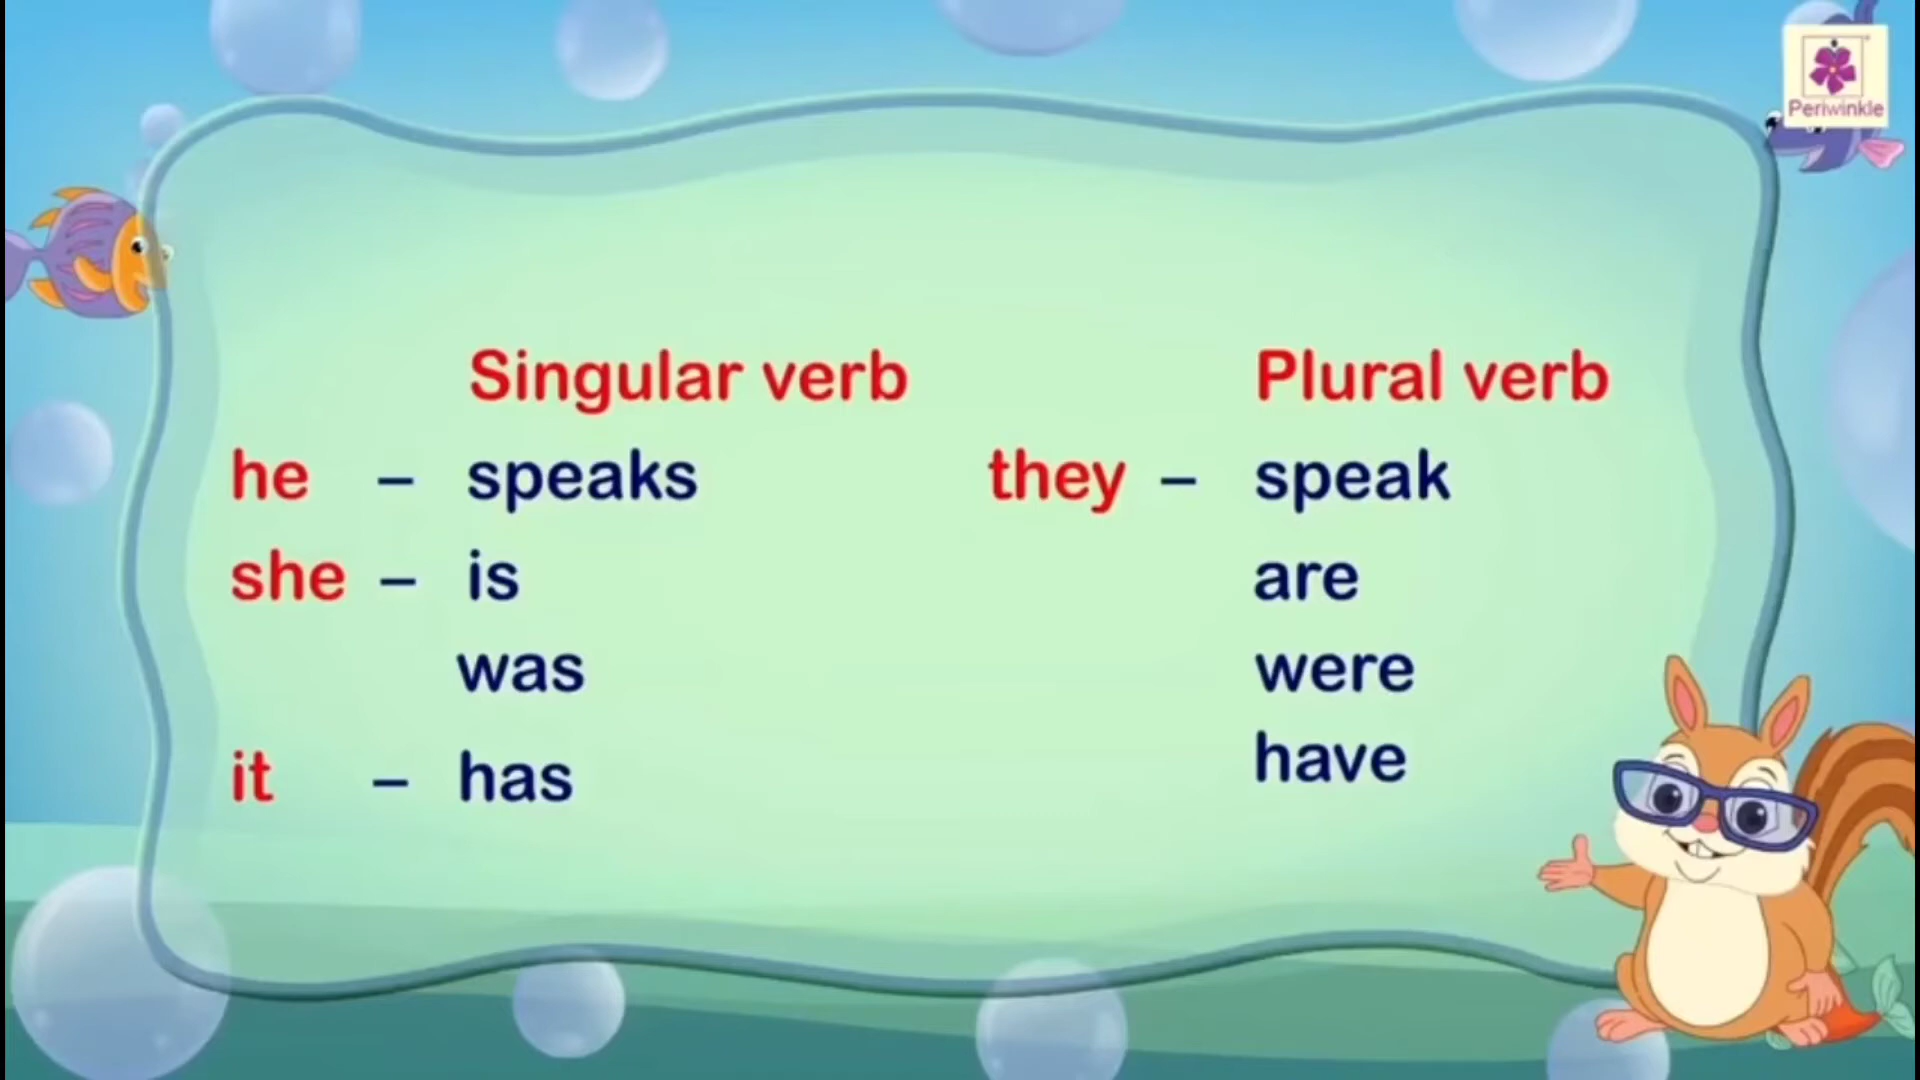 Periwinkle
Singular verb Plural verb
he – speaks they – speak
she – is are
was were
it – has have